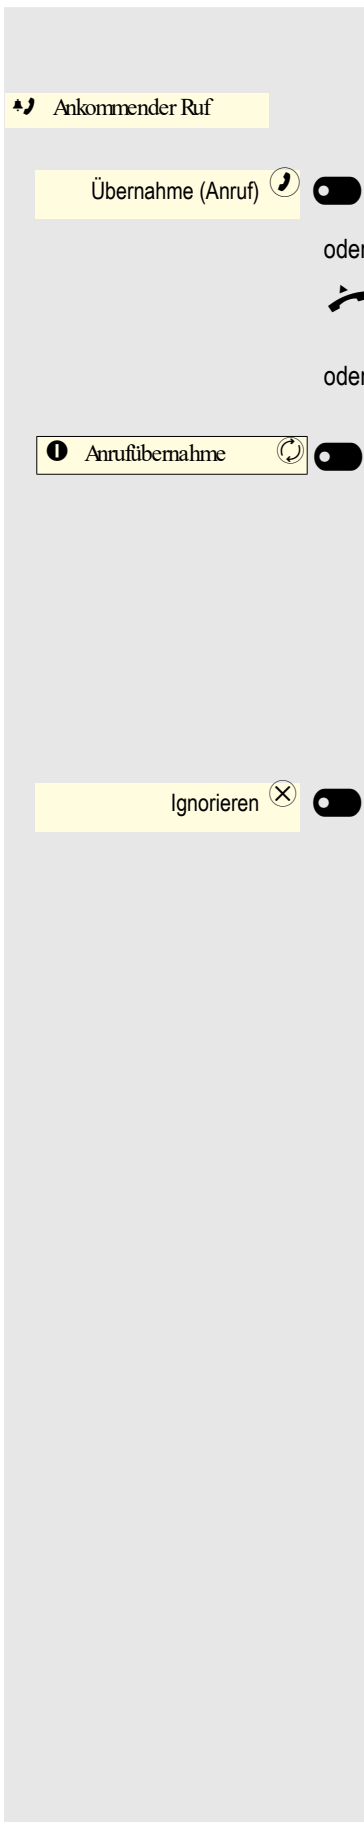 Ankommender Ruf
Übernahme (Anruf)
oder
oder
Anrufübernahme
Ignorieren